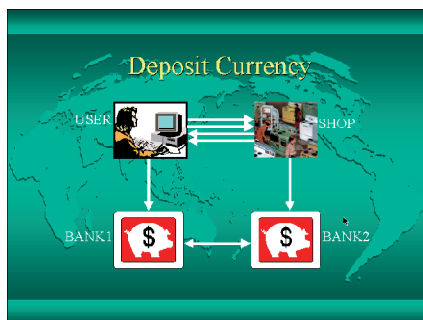 Deposit Currency
USER
SHOP
BANK1
$
$
BANK2